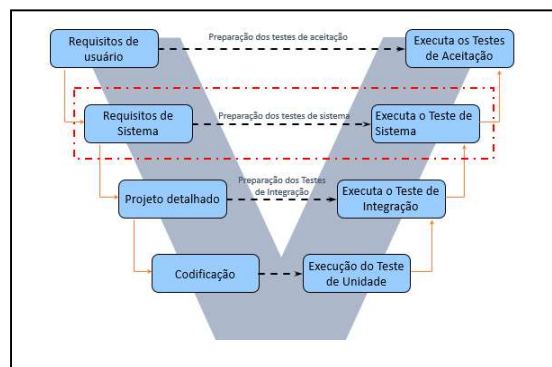 Requisitos de
usuário
Preparação dos testes de aceitação
Executa os Testes
de Aceitação
Requisitos de
Sistema
Preparação dos testes de sistema
Executa o Teste de
Sistema
Projeto detalhado
Preparação dos Testes
de Integração
Executa o Teste de
Integração
Codificação
Execução do Teste
de Unidade